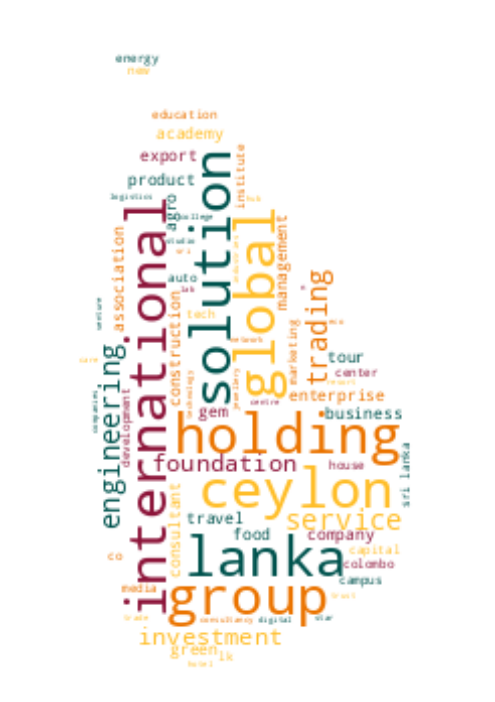 energy
new
education
academy
export
institute
product
solution
logistics
hub
agro
college
international
global
studio
management
sri
association
auto
lab
trading
construction
tech
venture
marketing
network
engineering
tour
care
center
technology
resort
jewellery
enterprise
companies
development
centre
gem
business
holding
foundation
house
sri lanka
ceylon
consultant
travel
service
food
company
lanka
capital
co
colombo
campus
media
group
trust
trade
consultancy
digital
star
investment
green
lk
hotel